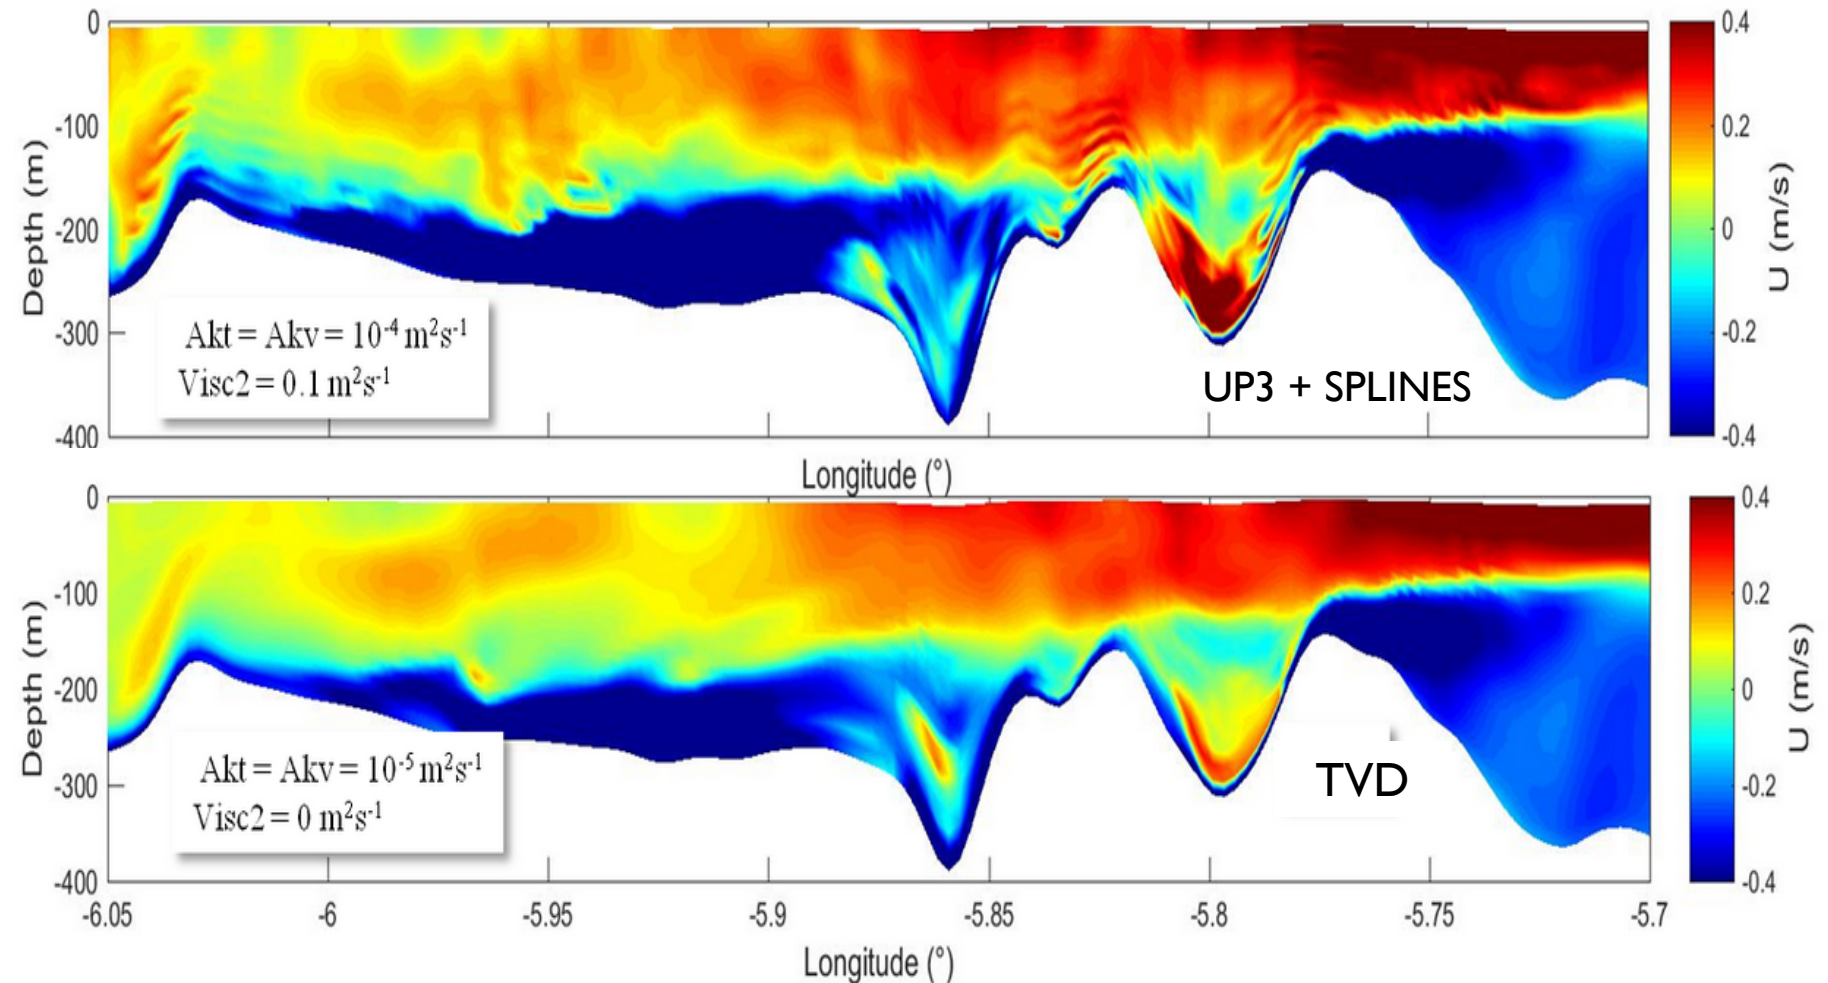 0
-100
-200
-300
-400
Depth (m)
Akt = Akv = 10⁻⁴ m²s⁻¹
Visc2 = 0.1 m²s⁻¹
UP3 + SPLINES
Longitude (°)
0.4
0.2
0
-0.2
-0.4
U (m/s)
0
-100
-200
-300
-400
Depth (m)
Akt = Akv = 10⁻⁵ m²s⁻¹
Visc2 = 0 m²s⁻¹
TVD
-6.05 -6 -5.95 -5.9 -5.85 -5.8 -5.75 -5.7
Longitude (°)
0.4
0.2
0
-0.2
-0.4
U (m/s)